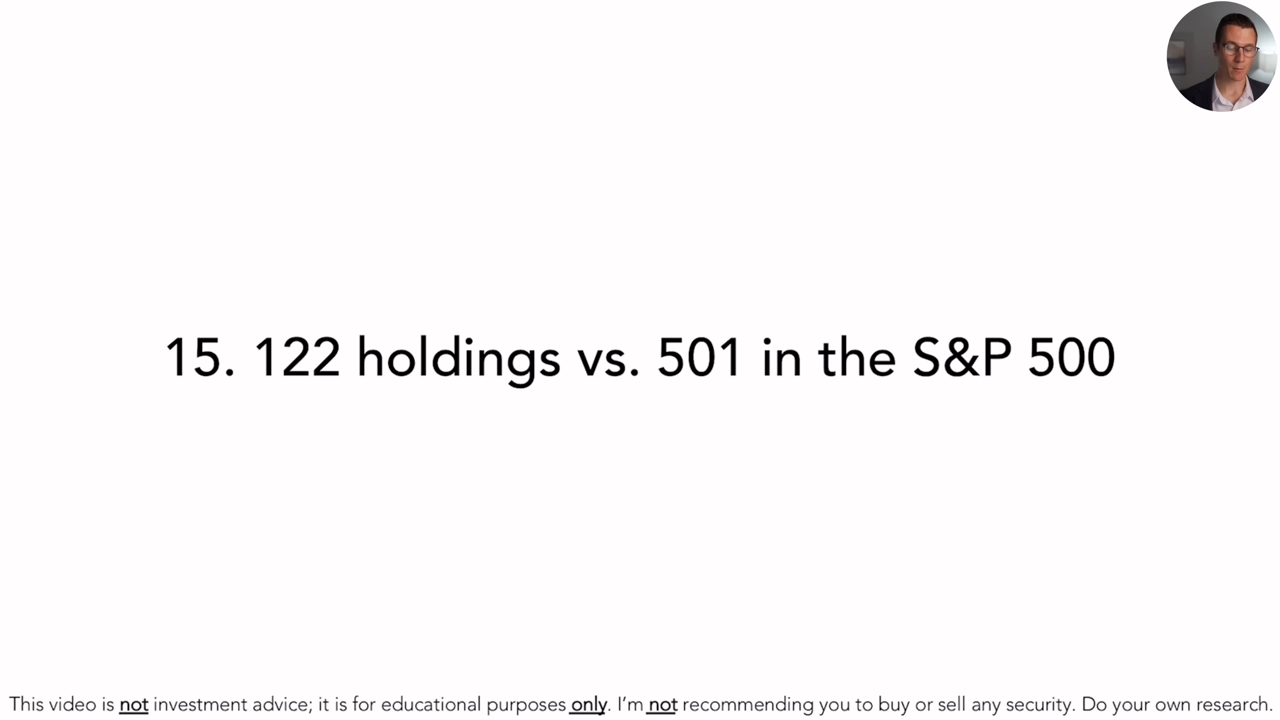 15. 122 holdings vs. 501 in the S&P 500
This video is not investment advice; it is for educational purposes only. I’m not recommending you to buy or sell any security. Do your own research.